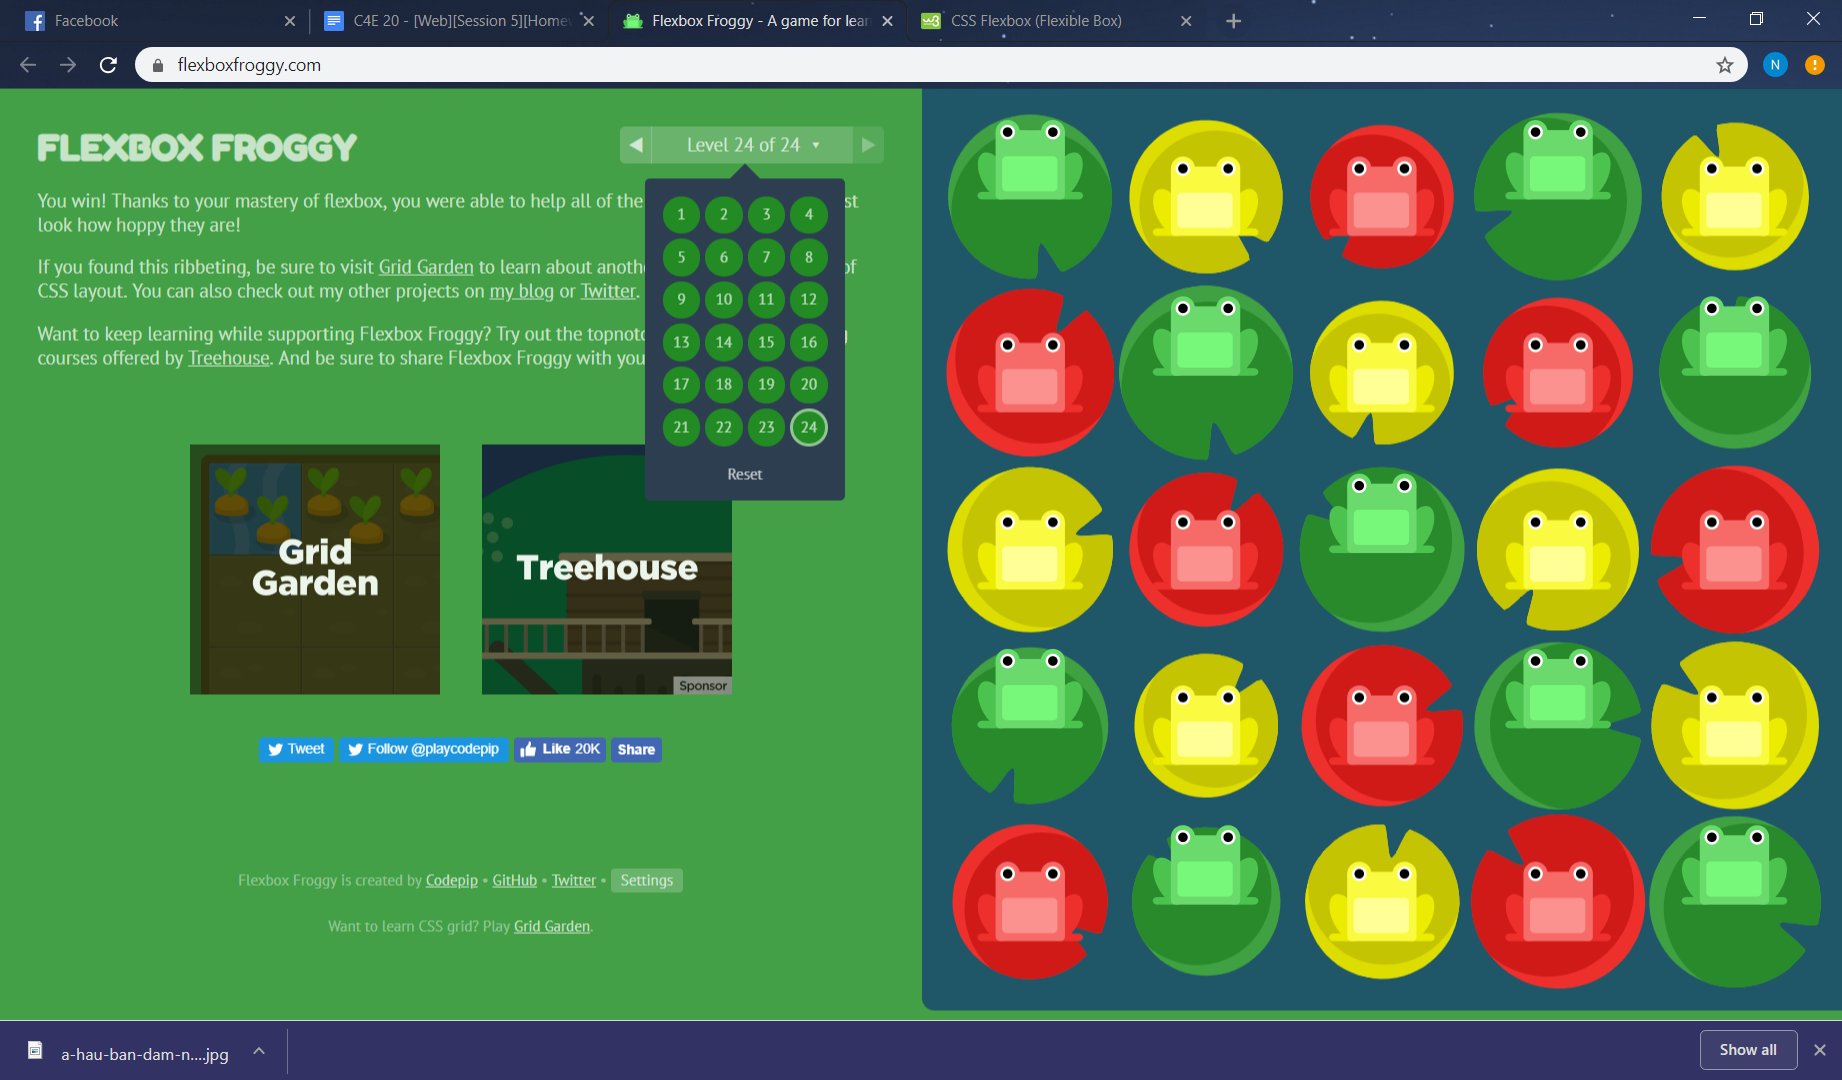 Facebook
C4E 20 - [Web][Session 5][Home
Flexbox Froggy - A game for lear
CSS Flexbox (Flexible Box)
flexboxfroggy.com
N
FLEXBOX FROGGY
Level 24 of 24
You win! Thanks to your mastery of flexbox, you were able to help all of the st
look how hoppy they are!
If you found this ribbeting, be sure to visit Grid Garden to learn about anoth of
CSS layout. You can also check out my other projects on my blog or Twitter.
Want to keep learning while supporting Flexbox Froggy? Try out the topnot g
courses offered by Treehouse. And be sure to share Flexbox Froggy with you
1 2 3 4
5 6 7 8
9 10 11 12
13 14 15 16
17 18 19 20
21 22 23 24
Reset
Grid
Garden
Treehouse
Sponsor
Tweet
Follow @playcodepip
Like 20K
Share
Flexbox Froggy is created by Codepip • GitHub • Twitter • Settings
Want to learn CSS grid? Play Grid Garden.
a-hau-ban-dam-n....jpg
Show all